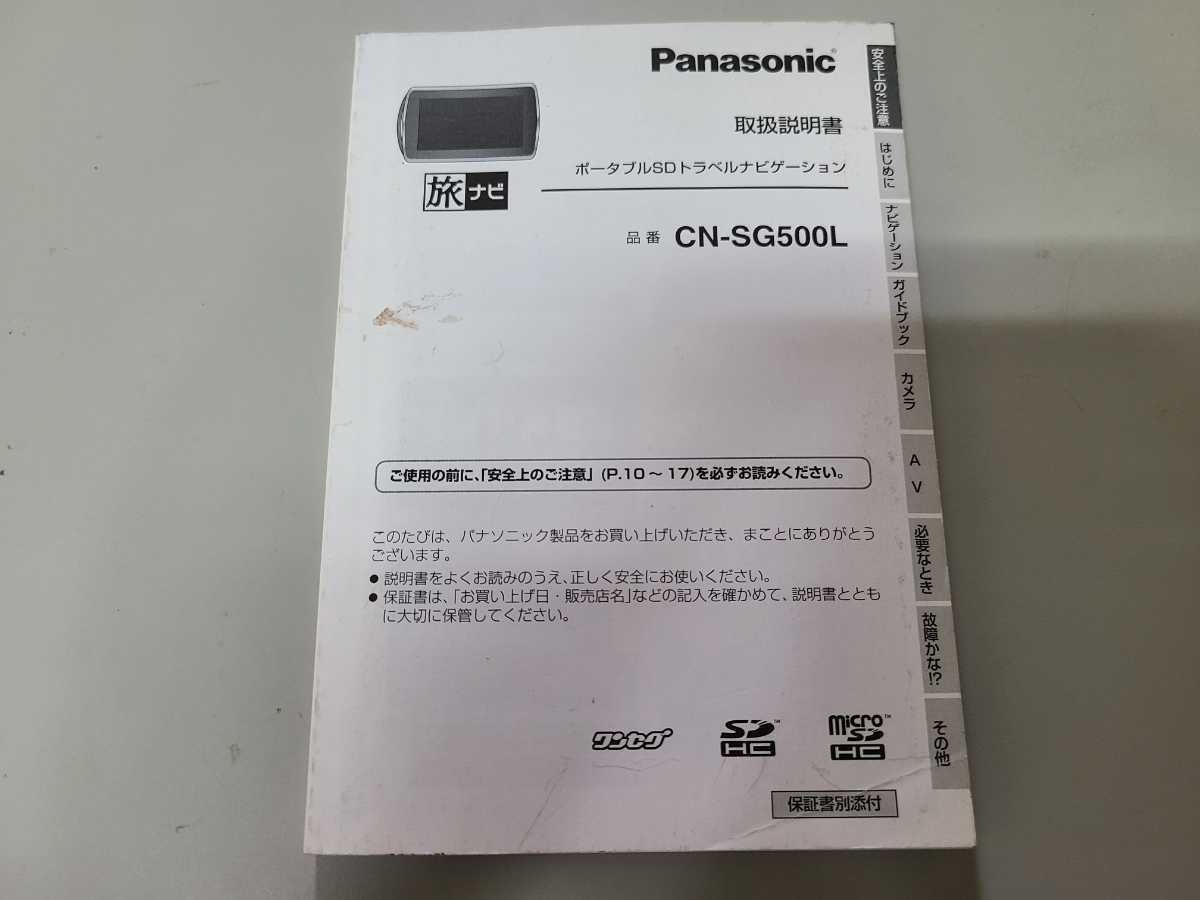 Panasonic
取扱説明書
ポータブルSDトラベルナビゲーション
旅ナビ
品番 CN-SG500L
ご使用の前に、「安全上のご注意」(P.10～17)を必ずお読みください。
このたびは、パナソニック製品をお買い上げいただき、まことにありがとう
ございます。
● 説明書をよくお読みのうえ、正しく安全にお使いください。
● 保証書は、「お買い上げ日・販売店名」などの記入を確かめて、説明書ととも
に大切に保管してください。
ワンセグ
SD HC™
micro SD HC™
保証書別添付
安全上のご注意
はじめに
ナビゲーション
ガイドブック
カメラ
AV
必要なとき
故障かな!?
その他